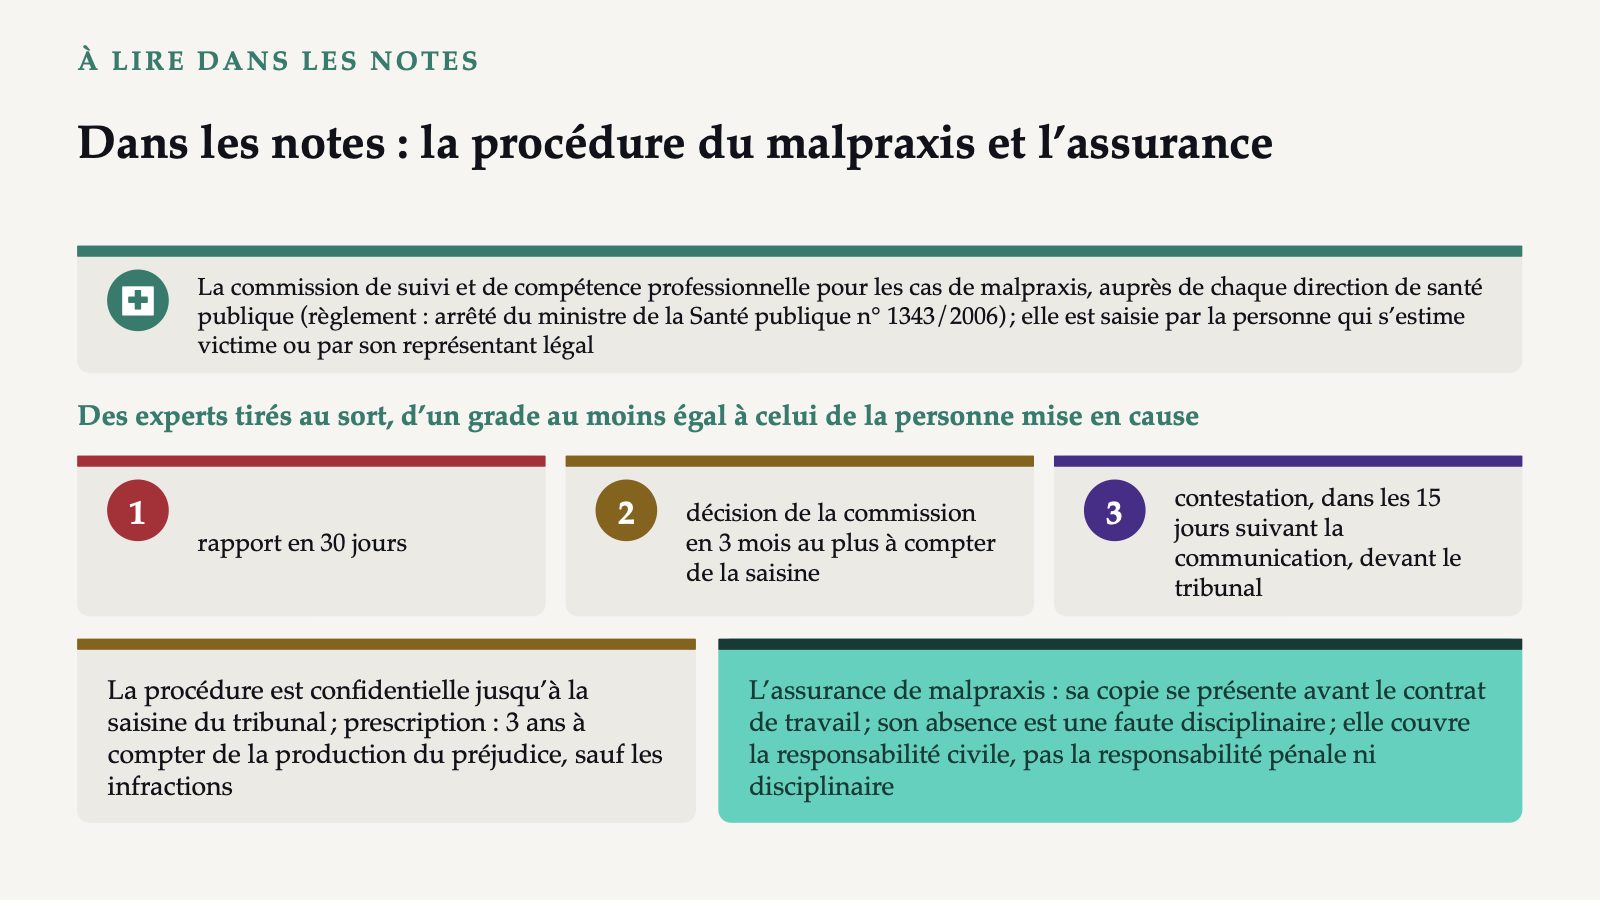 À LIRE DANS LES NOTES
Dans les notes : la procédure du malpraxis et l’assurance
La commission de suivi et de compétence professionnelle pour les cas de malpraxis, auprès de chaque direction de santé
publique (règlement : arrêté du ministre de la Santé publique n° 1343/2006) ; elle est saisie par la personne qui s’estime
victime ou par son représentant légal
Des experts tirés au sort, d’un grade au moins égal à celui de la personne mise en cause
1
rapport en 30 jours
2
décision de la commission
en 3 mois au plus à compter
de la saisine
3
contestation, dans les 15
jours suivant la
communication, devant le
tribunal
La procédure est confidentielle jusqu’à la
saisine du tribunal ; prescription : 3 ans à
compter de la production du préjudice, sauf les
infractions
L’assurance de malpraxis : sa copie se présente avant le contrat
de travail ; son absence est une faute disciplinaire ; elle couvre
la responsabilité civile, pas la responsabilité pénale ni
disciplinaire